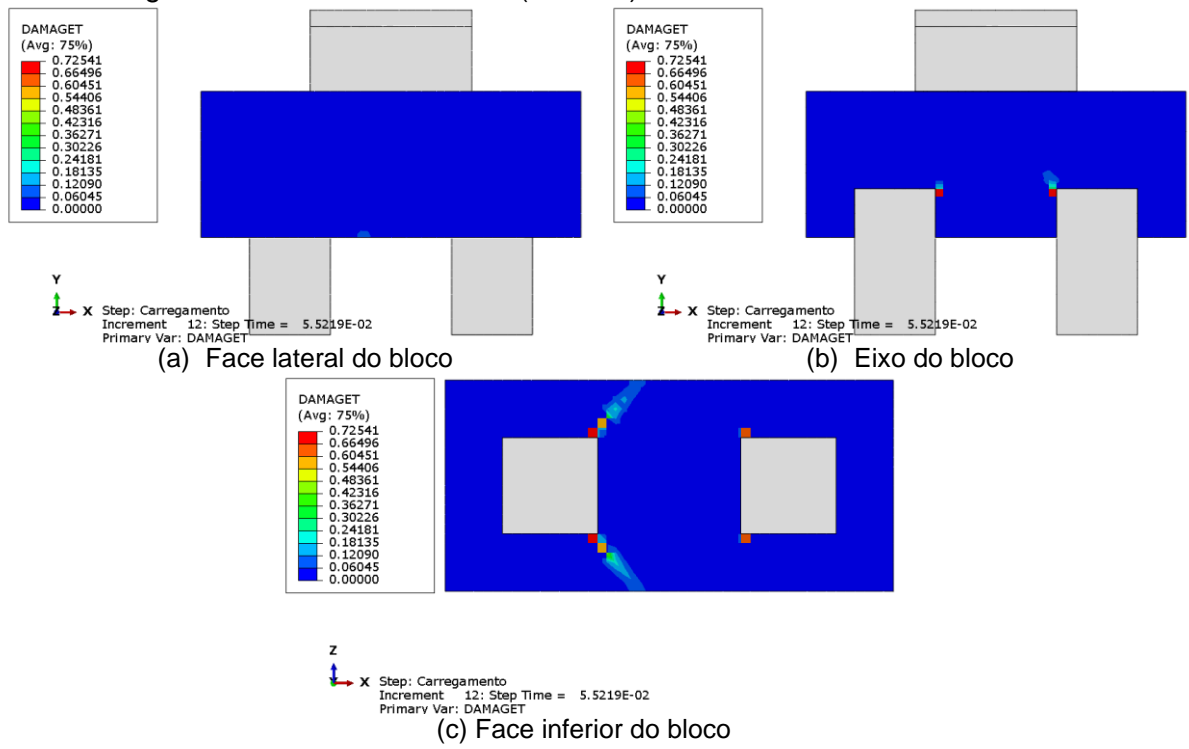 DAMAGET
(Avg: 75%)
0.72541
0.66496
0.60451
0.54406
0.48361
0.42316
0.36271
0.30226
0.24181
0.18135
0.12090
0.06045
0.00000
Y
Z X
Step: Carregamento
Increment 12: Step Time = 5.5219E-02
Primary Var: DAMAGET
(a) Face lateral do bloco
DAMAGET
(Avg: 75%)
0.72541
0.66496
0.60451
0.54406
0.48361
0.42316
0.36271
0.30226
0.24181
0.18135
0.12090
0.06045
0.00000
Y
Z X
Step: Carregamento
Increment 12: Step Time = 5.5219E-02
Primary Var: DAMAGET
(b) Eixo do bloco
DAMAGET
(Avg: 75%)
0.72541
0.66496
0.60451
0.54406
0.48361
0.42316
0.36271
0.30226
0.24181
0.18135
0.12090
0.06045
0.00000
Z
Y X
Step: Carregamento
Increment 12: Step Time = 5.5219E-02
Primary Var: DAMAGET
(c) Face inferior do bloco